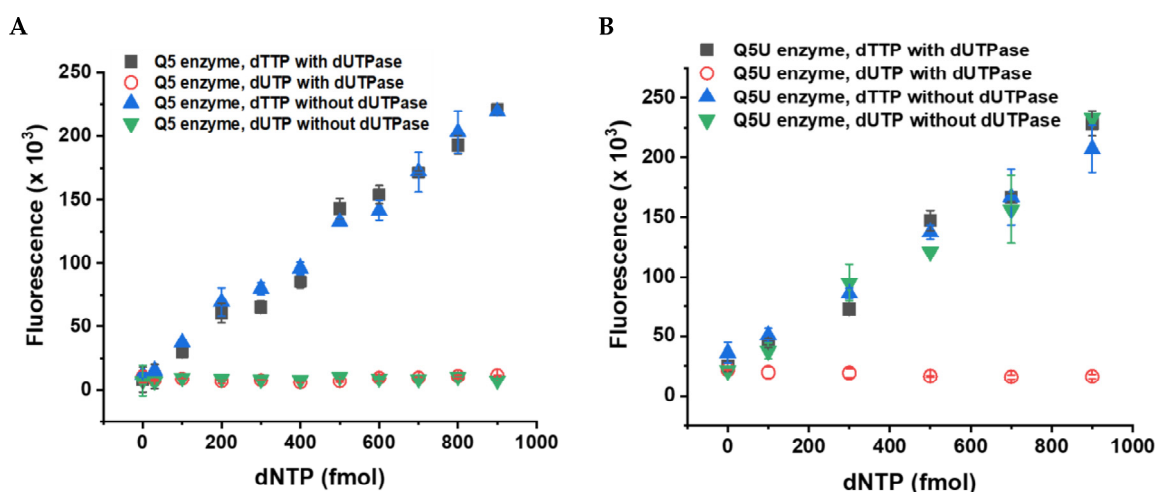 A
Q5 enzyme, dTTP with dUTPase
Q5 enzyme, dUTP with dUTPase
Q5 enzyme, dTTP without dUTPase
Q5 enzyme, dUTP without dUTPase
250
200
150
100
50
0
Fluorescence (x 10³)
0 200 400 600 800 1000
dNTP (fmol)
B
Q5U enzyme, dTTP with dUTPase
Q5U enzyme, dUTP with dUTPase
Q5U enzyme, dTTP without dUTPase
Q5U enzyme, dUTP without dUTPase
250
200
150
100
50
0
Fluorescence (x 10³)
0 200 400 600 800 1000
dNTP (fmol)